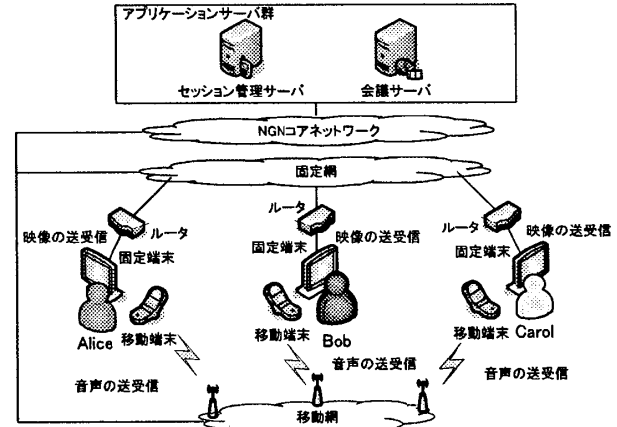 アプリケーションサーバ群
セッション管理サーバ
会議サーバ
NGNコアネットワーク
固定網
ルータ
ルータ
ルータ
映像の送受信
固定端末
固定端末
映像の送受信
固定端末
映像の送受信
Alice
移動端末
移動端末
Bob
移動端末
Carol
音声の送受信
音声の送受信
音声の送受信
移動網